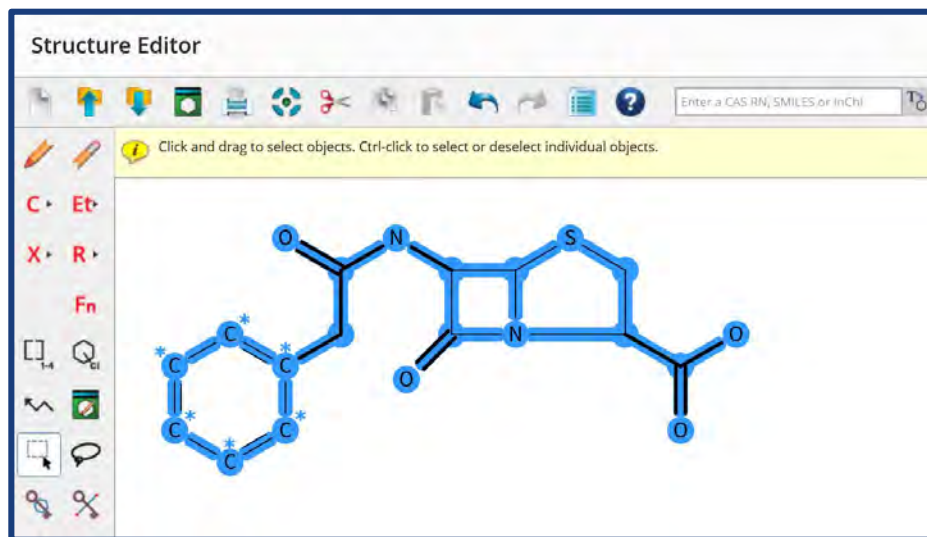 Structure Editor
Enter a CAS RN, SMILES or InChI
Click and drag to select objects. Ctrl-click to select or deselect individual objects.
C Et
X R
Fn
1-4 Cl
O N S
C* *C C*
N O
O
*C C* O
*C